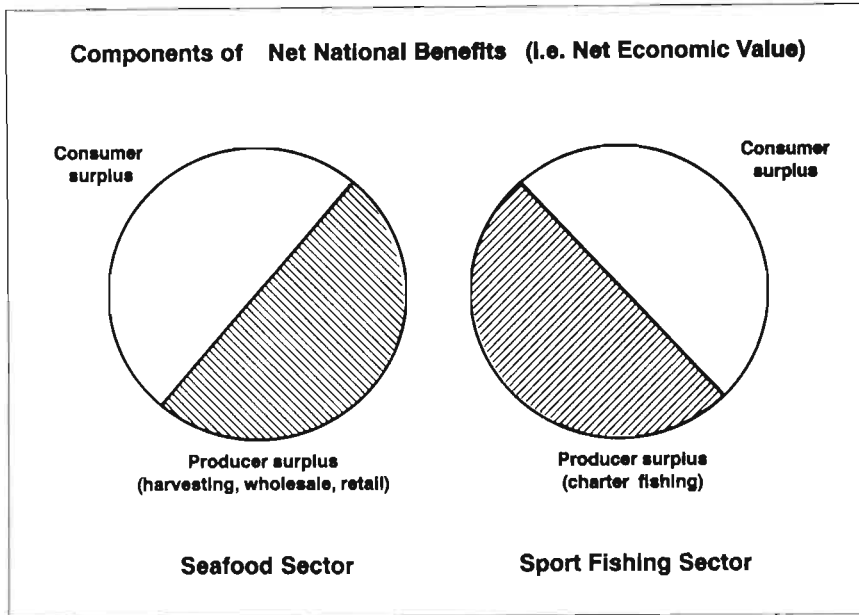 Components of Net National Benefits (i.e. Net Economic Value)
Consumer
surplus
Consumer
surplus
Producer surplus
(harvesting, wholesale, retail)
Producer surplus
(charter fishing)
Seafood Sector
Sport Fishing Sector